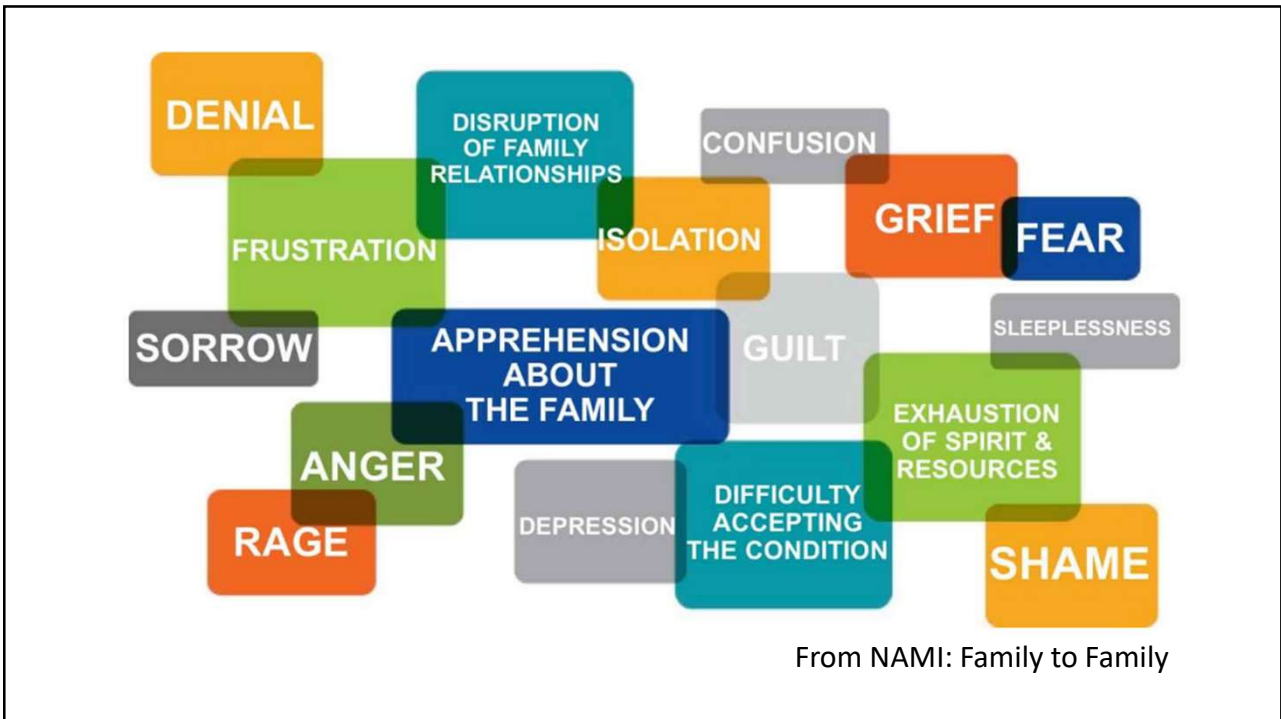 DENIAL
DISRUPTION
OF FAMILY
RELATIONSHIPS
CONFUSION
FRUSTRATION
ISOLATION
GRIEF
FEAR
SORROW
APPREHENSION
ABOUT
THE FAMILY
GUILT
SLEEPLESSNESS
ANGER
EXHAUSTION
OF SPIRIT &
RESOURCES
RAGE
DEPRESSION
DIFFICULTY
ACCEPTING
THE CONDITION
SHAME
From NAMI: Family to Family